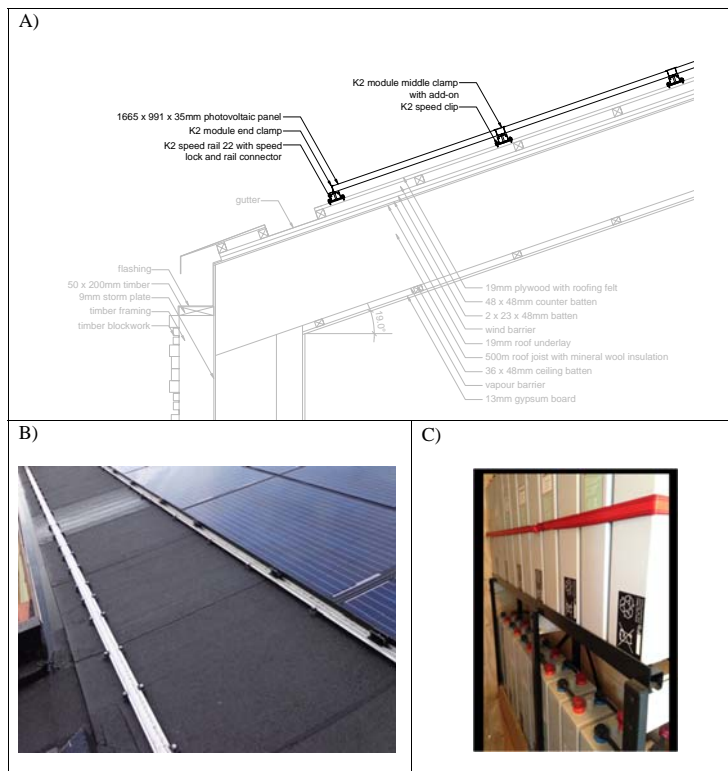 A)
K2 module middle clamp
with add-on
K2 speed clip
1665 x 991 x 35mm photovoltaic panel
K2 module end clamp
K2 speed rail 22 with speed
lock and rail connector
gutter
flashing
50 x 200mm timber
9mm storm plate
timber framing
timber blockwork
19.0°
19mm plywood with roofing felt
48 x 48mm counter batten
2 x 23 x 48mm batten
wind barrier
19mm roof underlay
500m roof joist with mineral wool insulation
36 x 48mm ceiling batten
vapour barrier
13mm gypsum board
B)
C)